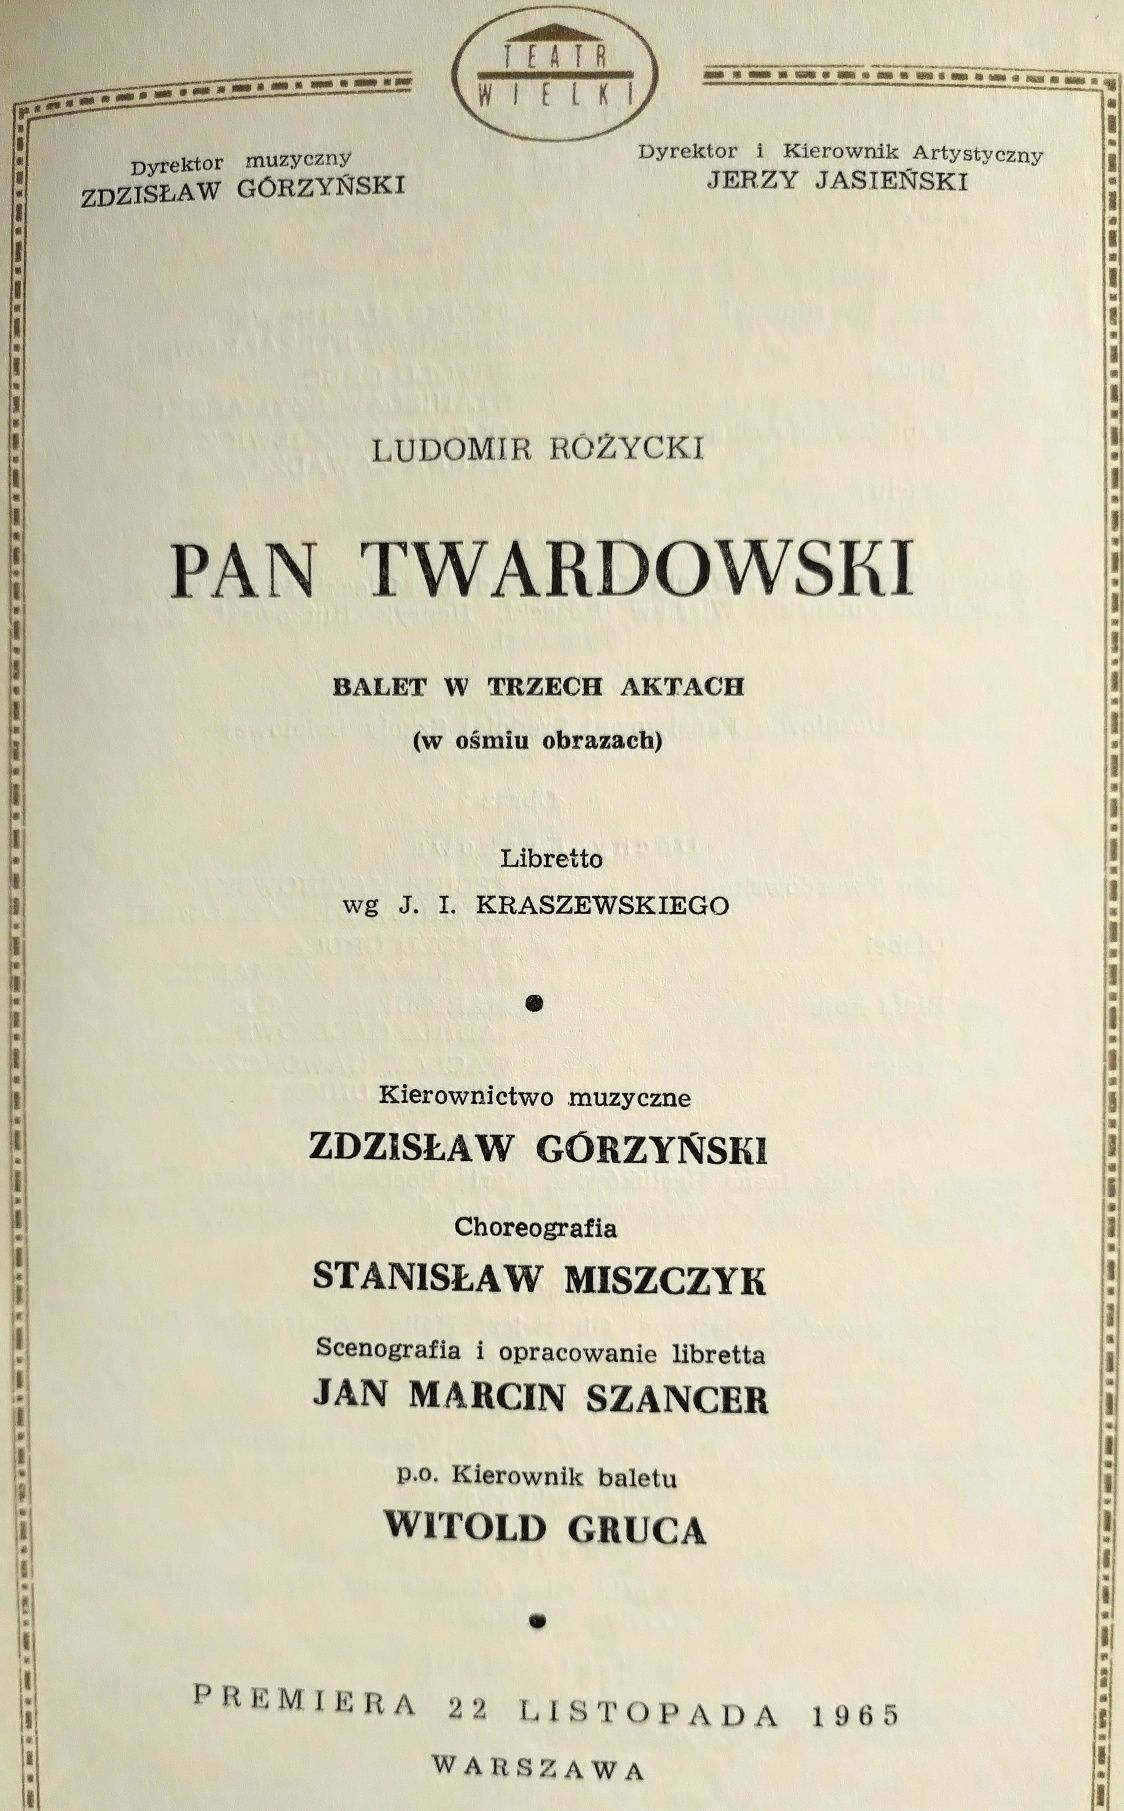 TEATR
WIELKI
Dyrektor muzyczny
ZDZISŁAW GÓRZYŃSKI
Dyrektor i Kierownik Artystyczny
JERZY JASIEŃSKI
LUDOMIR RÓŻYCKI
PAN TWARDOWSKI
BALET W TRZECH AKTACH
(w ośmiu obrazach)
Libretto
wg J. I. KRASZEWSKIEGO
Kierownictwo muzyczne
ZDZISŁAW GÓRZYŃSKI
Choreografia
STANISŁAW MISZCZYK
Scenografia i opracowanie libretta
JAN MARCIN SZANCER
p.o. Kierownik baletu
WITOLD GRUCA
PREMIERA 22 LISTOPADA 1965
WARSZAWA